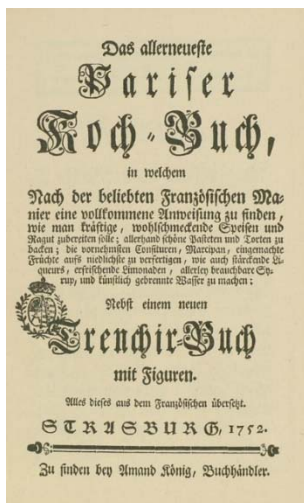 Das allerneueste
Pariser
Koch-Buch,
in welchem
Nach der beliebten Französischen Ma-
nier eine vollkommene Anweisung zu finden,
wie man kräftige, wohlschmeckende Speisen und
Ragut zubereiten solle; allerhand schöne Pasteten und Torten zu
backen; die vornehmsten Confituren, Marcipan, eingemachte
Früchte aufs niedlichste zu verfertigen, wie auch stärckende Li-
queurs, erfrischende Limonaden, allerley brauchbare Sy-
rup, und künstlich gebrennte Wasser zu machen:
Nebst einem neuen
Trenchir-Buch
mit Figuren.
Alles dieses aus dem Französischen übersetzt.
STRASBURG, 1752.
Zu finden bey Amand König, Buchhändler.